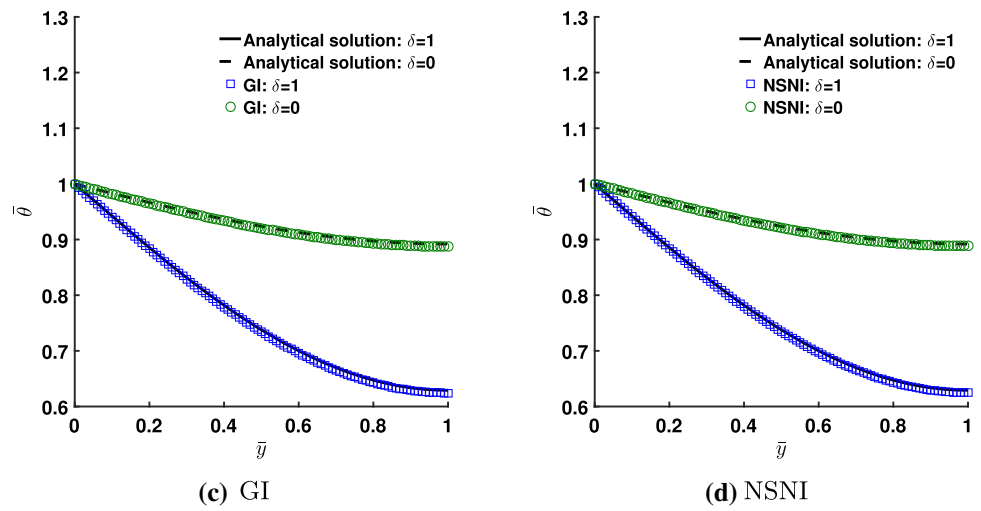 1.3
1.2
1.1
1
0.9
0.8
0.7
0.6
θ̄
0 0.2 0.4 0.6 0.8 1
ȳ
Analytical solution: δ=1
Analytical solution: δ=0
GI: δ=1
GI: δ=0
(c) GI
1.3
1.2
1.1
1
0.9
0.8
0.7
0.6
θ̄
0 0.2 0.4 0.6 0.8 1
ȳ
Analytical solution: δ=1
Analytical solution: δ=0
NSNI: δ=1
NSNI: δ=0
(d) NSNI